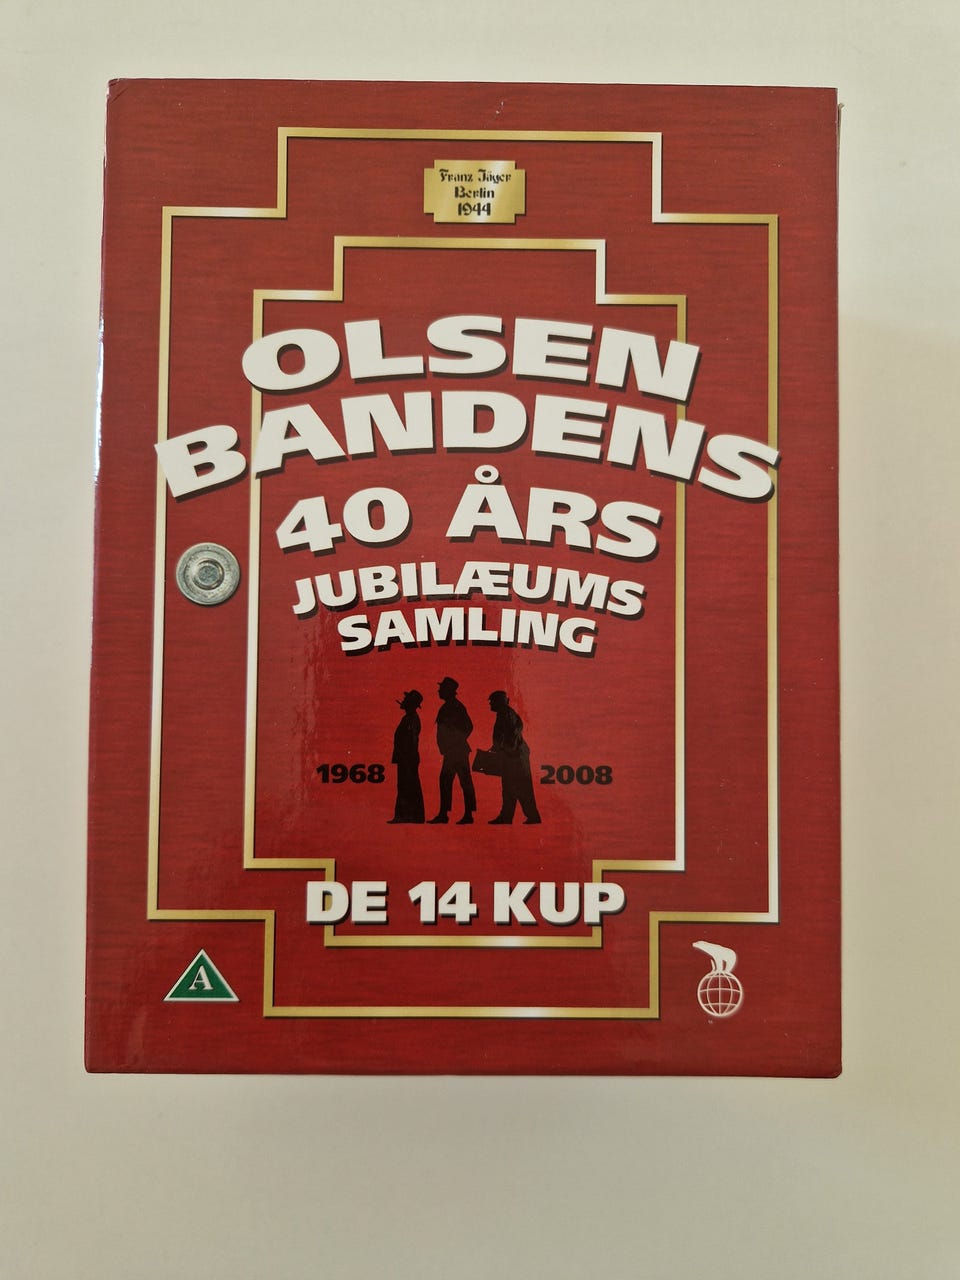 Franz Jäger
Berlin
1944
OLSEN
BANDENS
40 ÅRS
JUBILÆUMS
SAMLING
1968 2008
DE 14 KUP
A